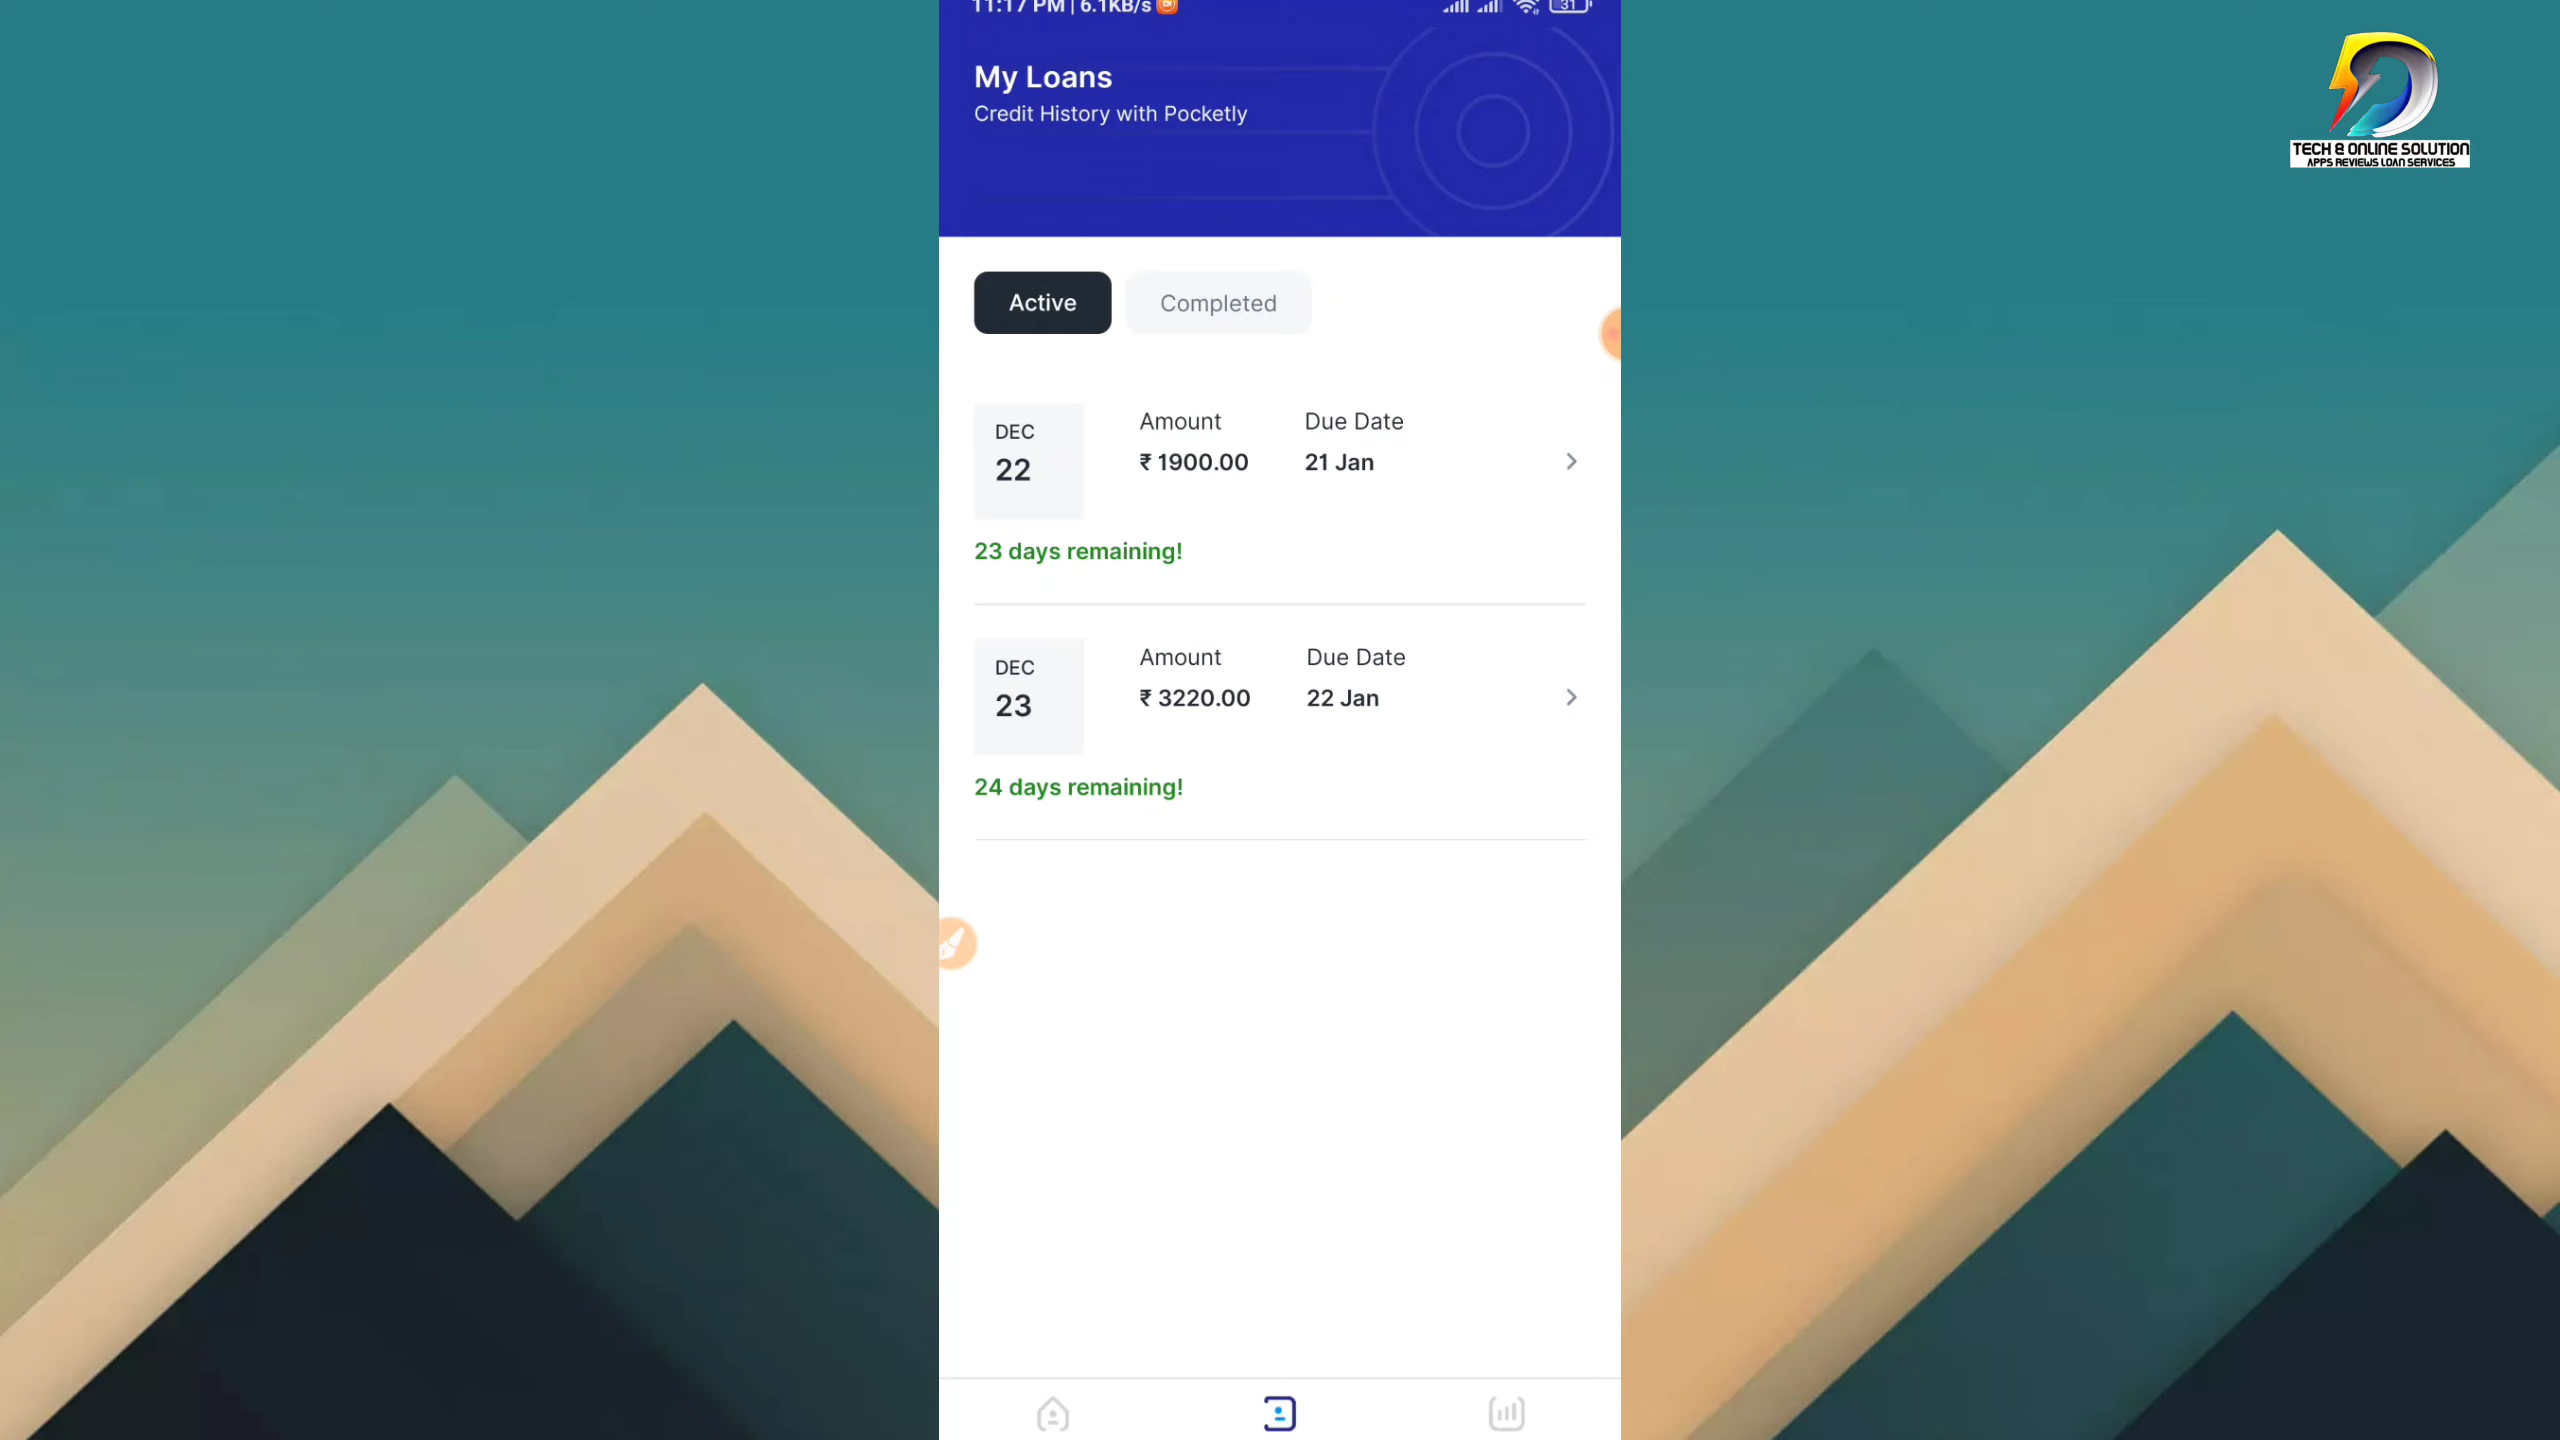 11:17 PM | 6.1KB/s
31
My Loans
Credit History with Pocketly
TECH & ONLINE SOLUTION
APPS REVIEWS LOAN SERVICES
Active
Completed
DEC
22
Amount
₹ 1900.00
Due Date
21 Jan
23 days remaining!
DEC
23
Amount
₹ 3220.00
Due Date
22 Jan
24 days remaining!